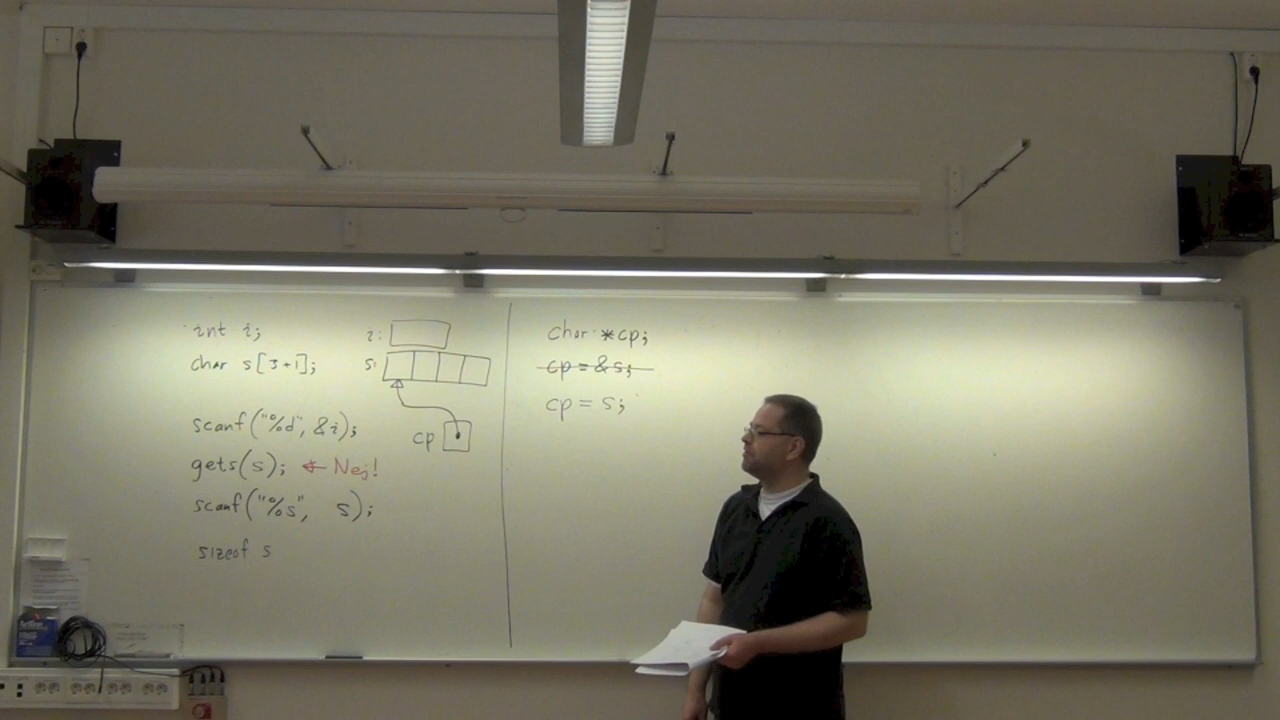 int i;
char s[3+1];
scanf("%d", &i);
gets(s); ← Nej!
scanf("%s", s);
sizeof s
i:
s:
cp
char *cp;
cp = &s;
cp = s;